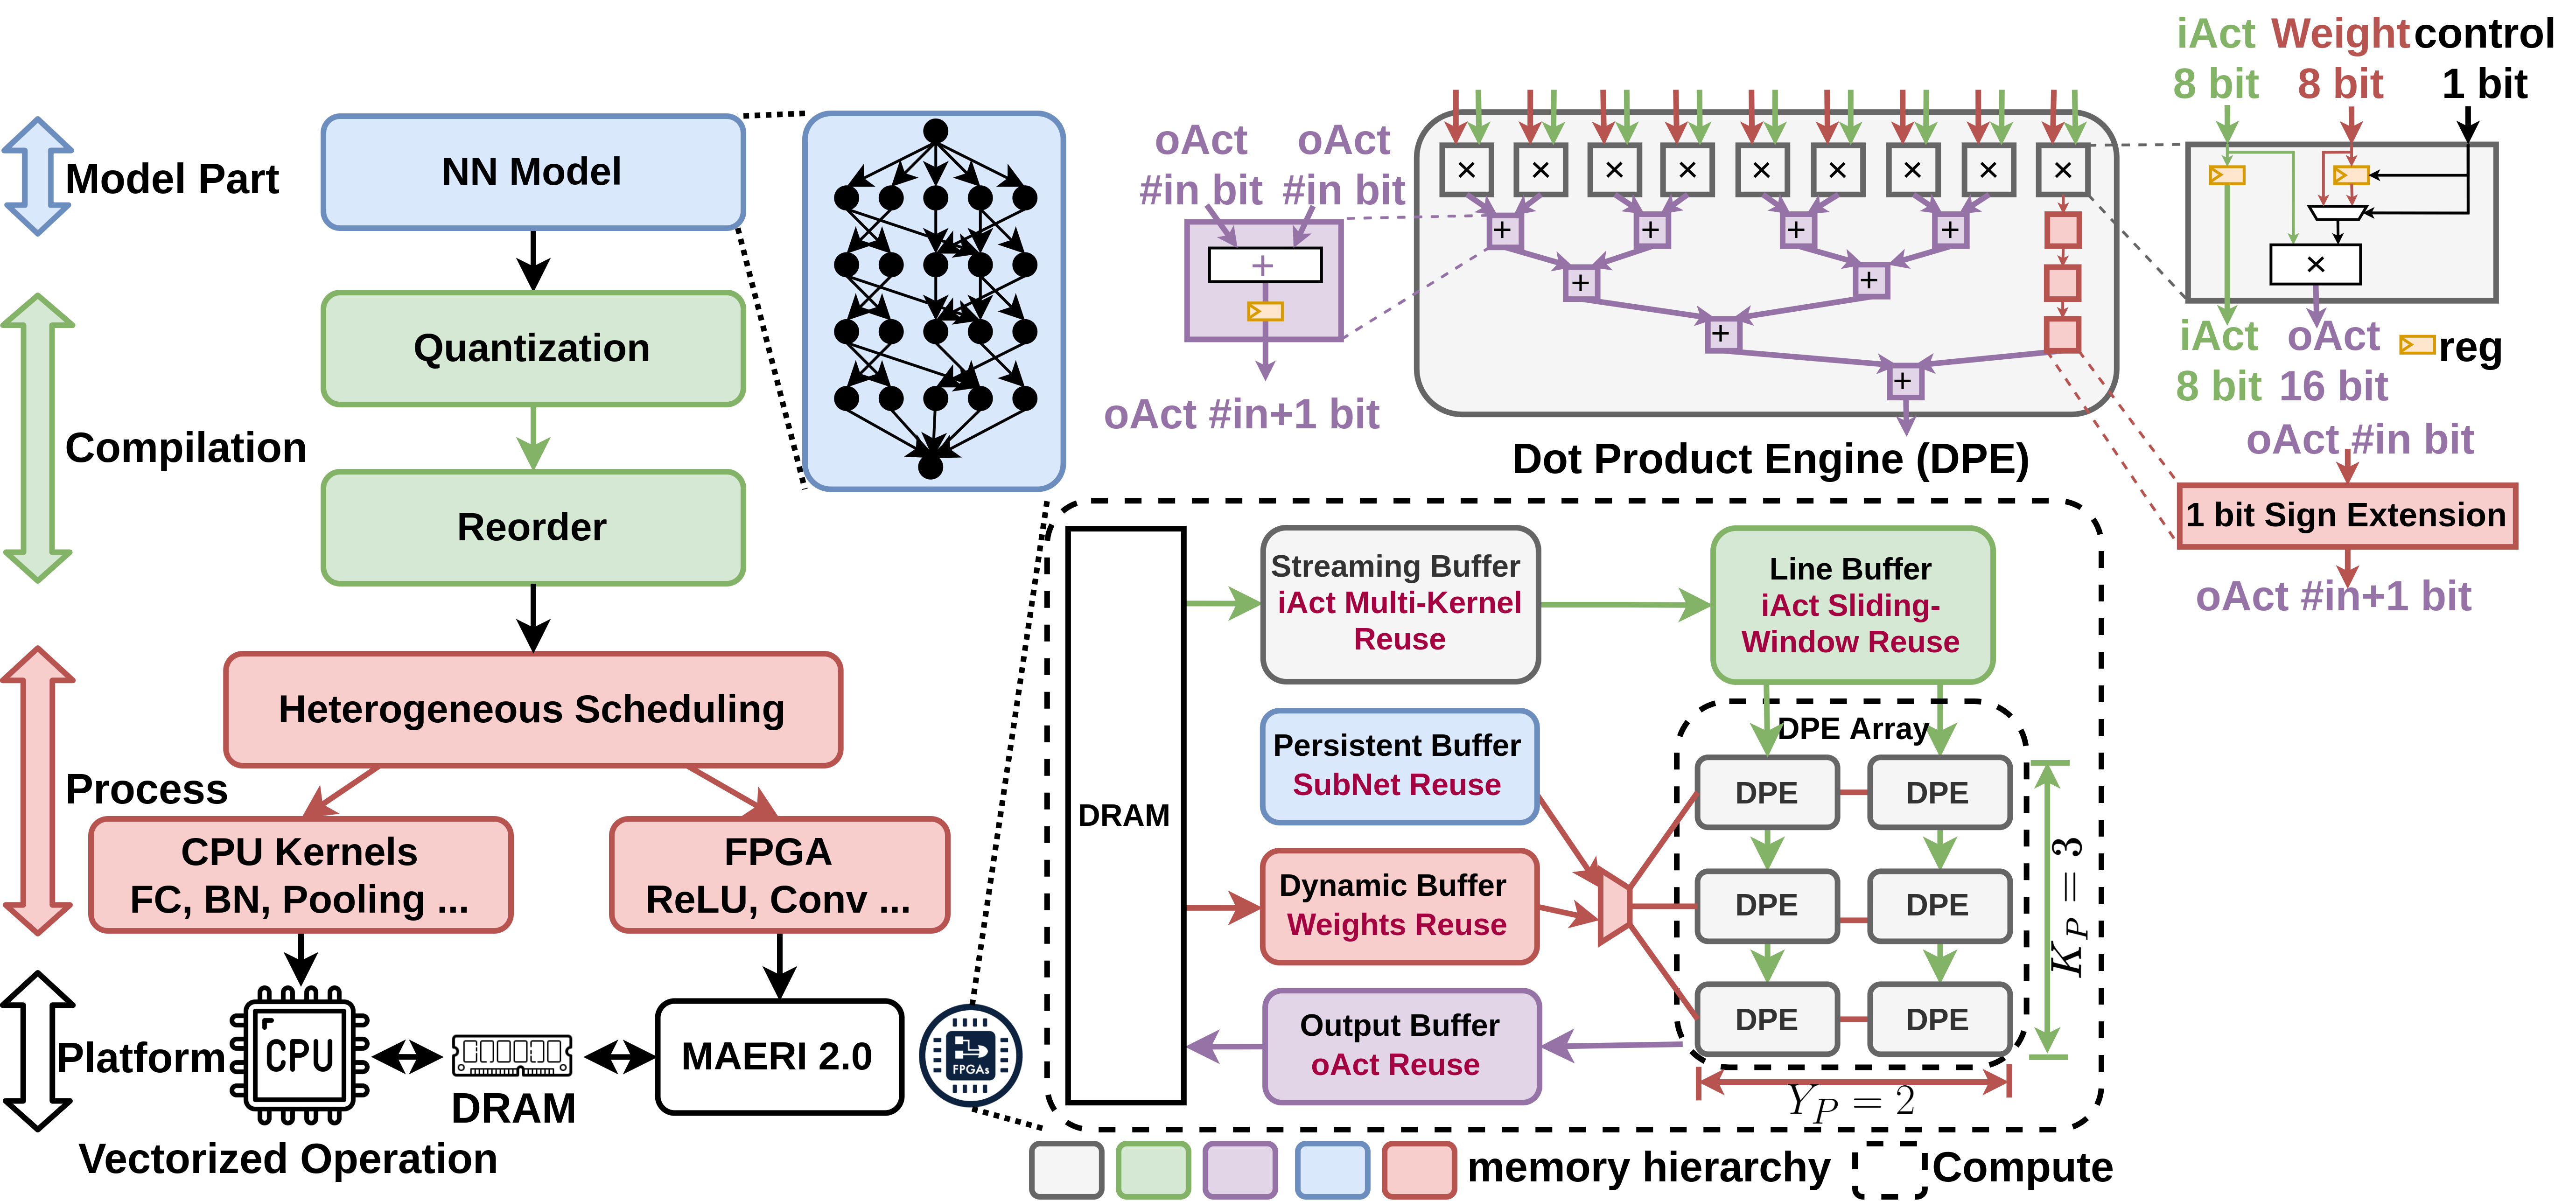 Model Part
NN Model
Compilation
Quantization
Reorder
Process
Heterogeneous Scheduling
CPU Kernels
FC, BN, Pooling ...
FPGA
ReLU, Conv ...
Platform
CPU
DRAM
MAERI 2.0
FPGAs
Vectorized Operation
oAct
#in bit
oAct
#in bit
+
oAct #in+1 bit
× × × × × × × × ×
+ + + +
+ +
+
+
Dot Product Engine (DPE)
iAct
8 bit
Weight
8 bit
control
1 bit
×
iAct
8 bit
oAct
16 bit
reg
oAct #in bit
1 bit Sign Extension
oAct #in+1 bit
DRAM
Streaming Buffer
iAct Multi-Kernel
Reuse
Line Buffer
iAct Sliding-
Window Reuse
Persistent Buffer
SubNet Reuse
Dynamic Buffer
Weights Reuse
Output Buffer
oAct Reuse
DPE Array
DPE DPE
DPE DPE
DPE DPE
K_P = 3
Y_P = 2
memory hierarchy
Compute